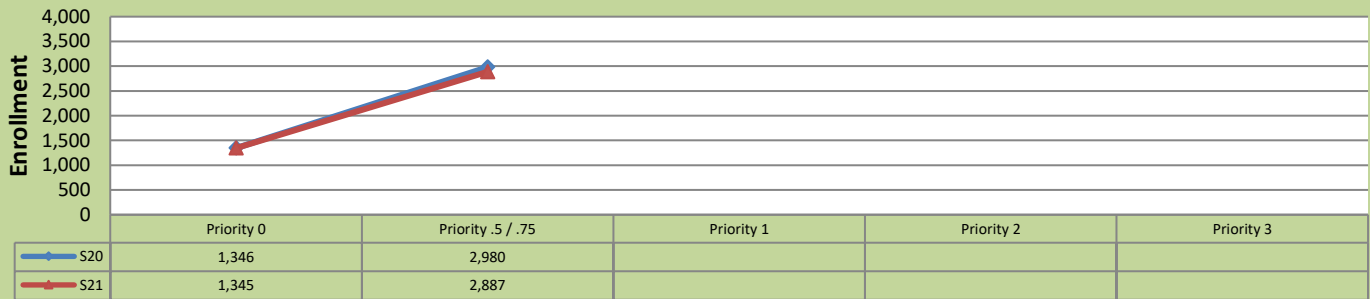 4,000
3,500
3,000
2,500
2,000
1,500
1,000
500
0
Enrollment
Priority 0 Priority .5 / .75 Priority 1 Priority 2 Priority 3
S20 1,346 2,980
S21 1,345 2,887